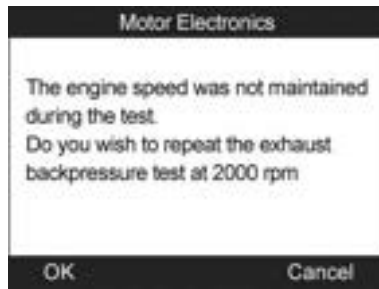 Motor Electronics
The engine speed was not maintained
during the test.
Do you wish to repeat the exhaust
backpressure test at 2000 rpm
OK
Cancel